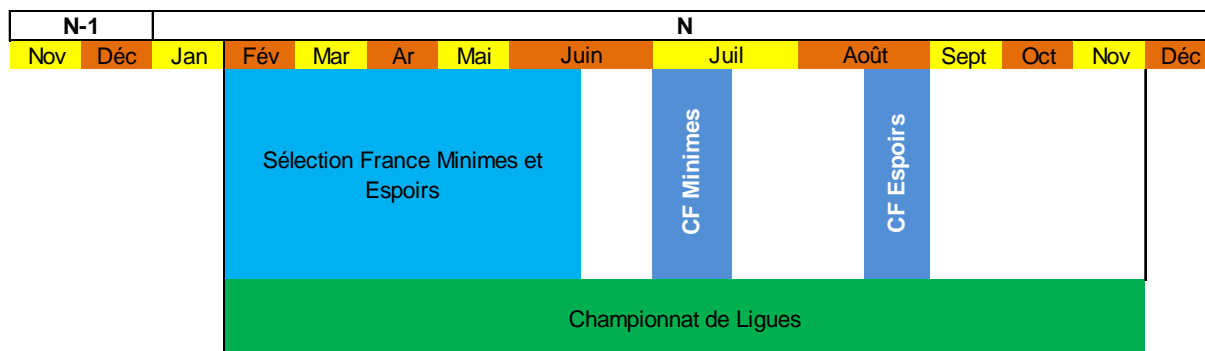 N-1 N
Nov Déc Jan Fév Mar Ar Mai Juin Juil Août Sept Oct Nov Déc
Sélection France Minimes et
Espoirs
CF Minimes
CF Espoirs
Championnat de Ligues